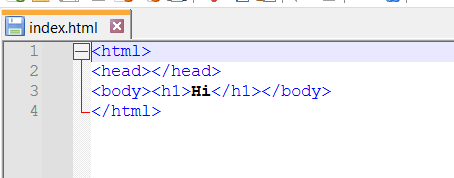 index.html
1 <html>
2 <head></head>
3 <body><h1>Hi</h1></body>
4 </html>